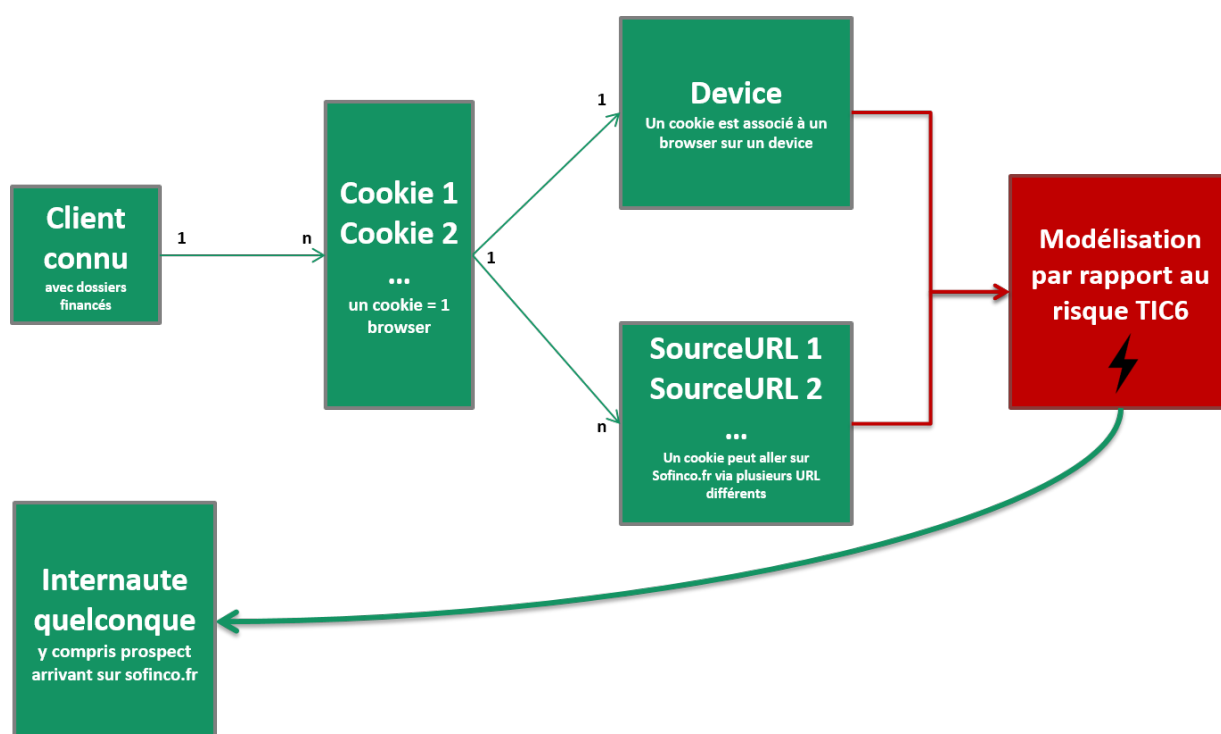 Client
connu
avec dossiers
financés
1
n
Cookie 1
Cookie 2
...
un cookie = 1
browser
1
1
n
Device
Un cookie est associé à un
browser sur un device
SourceURL 1
SourceURL 2
...
Un cookie peut aller sur
Sofinco.fr via plusieurs URL
différents
Modélisation
par rapport au
risque TIC6
Internaute
quelconque
y compris prospect
arrivant sur sofinco.fr